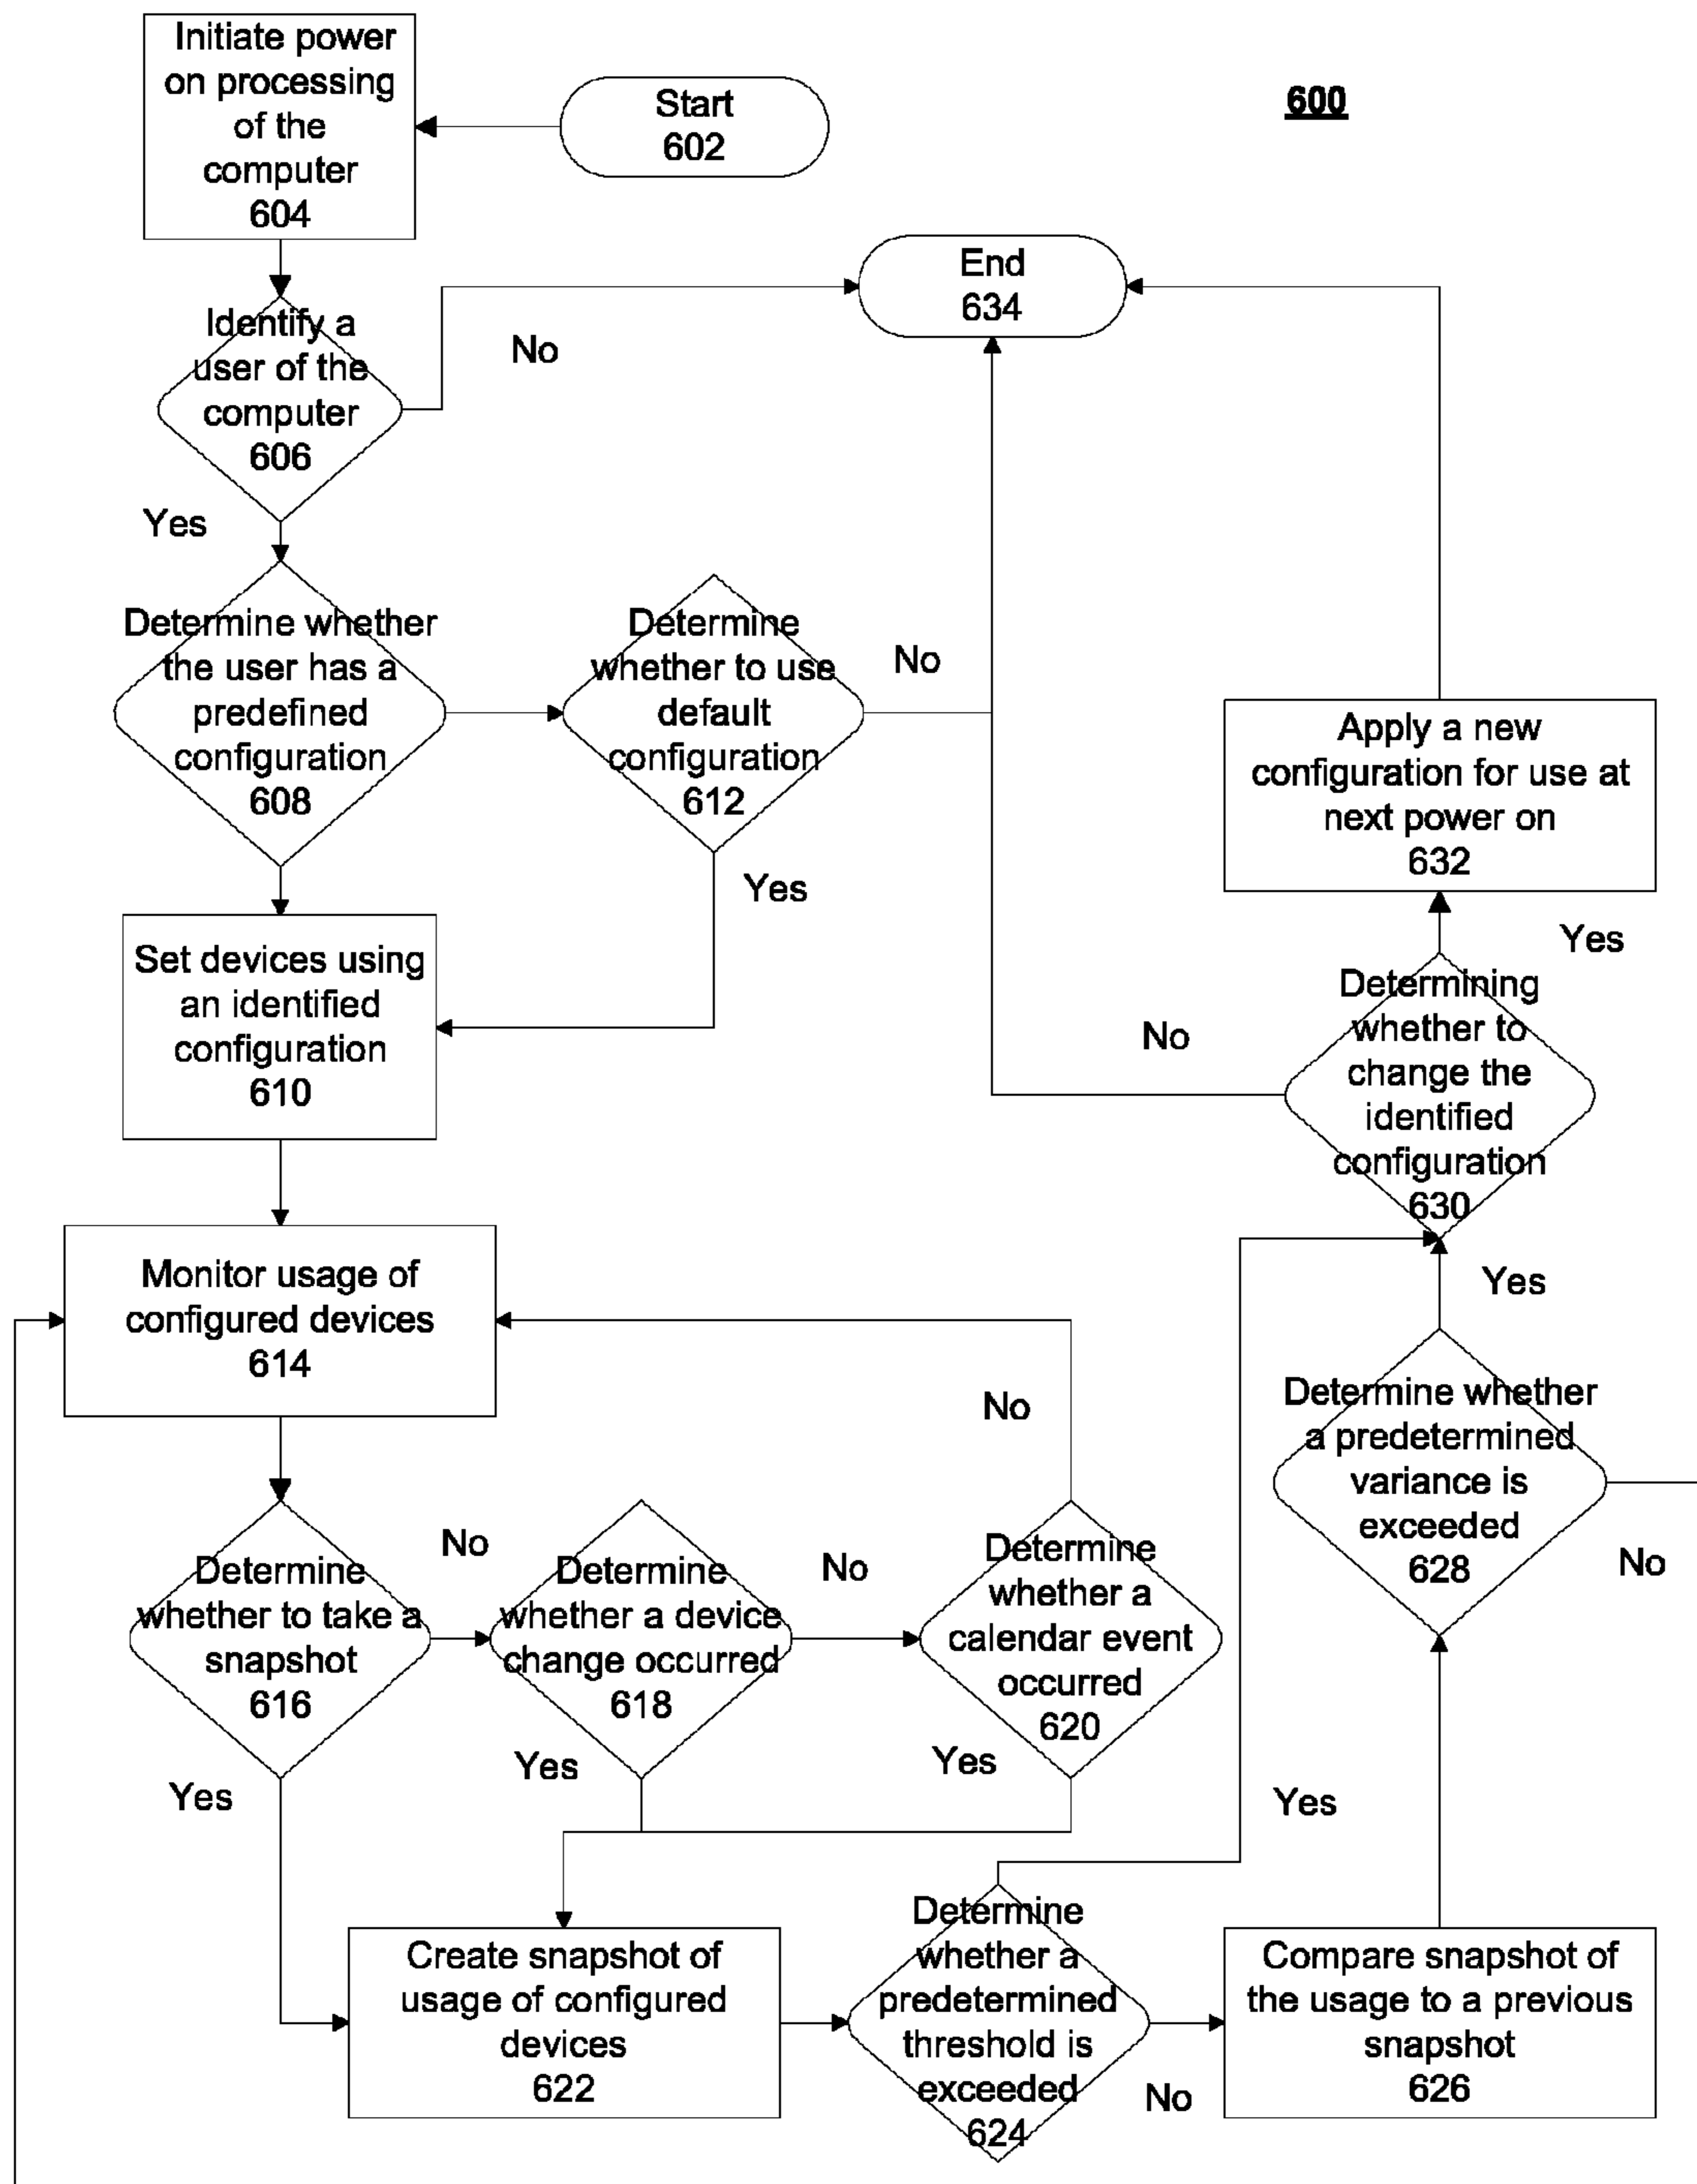 Initiate power
on processing
of the
computer
604
Start
602
600
End
634
Identify a
user of the
computer
606
No
Yes
Determine whether
the user has a
predefined
configuration
608
Determine
whether to use
default
configuration
612
No
Yes
Set devices using
an identified
configuration
610
Apply a new
configuration for use at
next power on
632
Yes
Determining
whether to
change the
identified
configuration
630
No
Monitor usage of
configured devices
614
No
Yes
Determine whether
a predetermined
variance is
exceeded
628
No
Determine
whether to take a
snapshot
616
No
Determine
whether a device
change occurred
618
No
Determine
whether a
calendar event
occurred
620
Yes
Yes
Yes
Yes
Create snapshot of
usage of configured
devices
622
Determine
whether a
predetermined
threshold is
exceeded
624
No
Compare snapshot of
the usage to a previous
snapshot
626